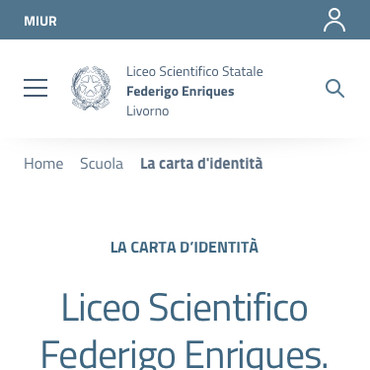 MIUR
Liceo Scientifico Statale
Federigo Enriques
Livorno
Home Scuola La carta d'identità
LA CARTA D’IDENTITÀ
Liceo Scientifico
Federigo Enriques.